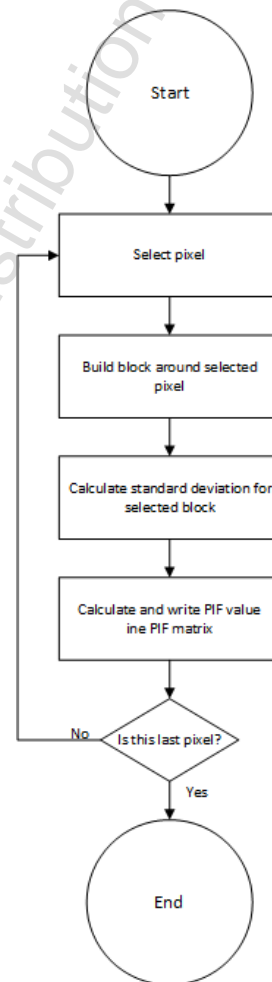 Start
Select pixel
Build block around selected
pixel
Calculate standard deviation for
selected block
Calculate and write PIF value
ine PIF matrix
Is this last pixel?
No
Yes
End